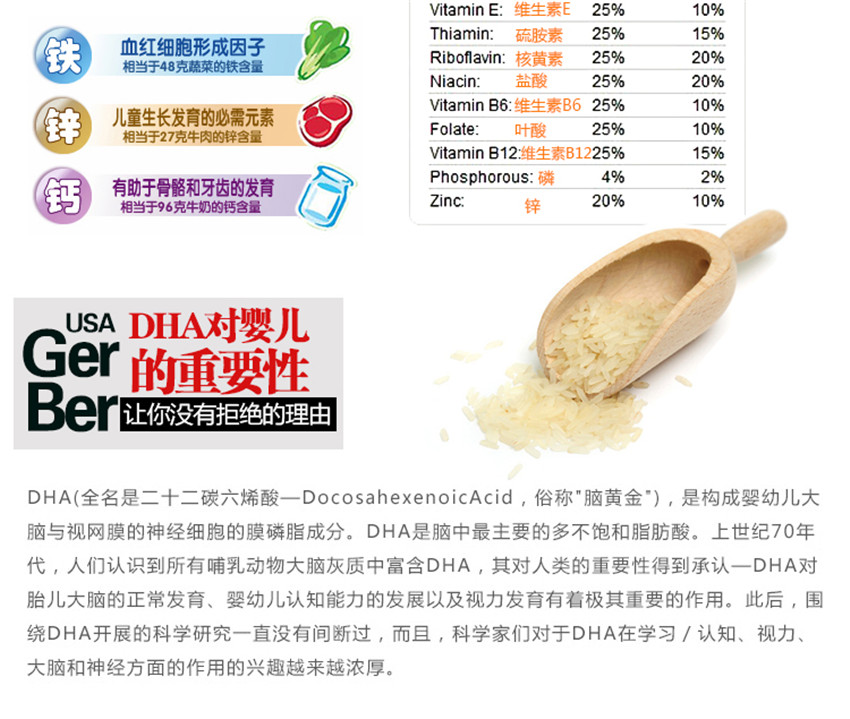 铁
血红细胞形成因子
相当于48克蔬菜的铁含量
锌
儿童生长发育的必需元素
相当于27克牛肉的锌含量
钙
有助于骨骼和牙齿的发育
相当于96克牛奶的钙含量
Vitamin E: 维生素E 25% 10%
Thiamin: 硫胺素 25% 15%
Riboflavin: 核黄素 25% 20%
Niacin: 盐酸 25% 20%
Vitamin B6: 维生素B6 25% 10%
Folate: 叶酸 25% 10%
Vitamin B12: 维生素B12 25% 15%
Phosphorous: 磷 4% 2%
Zinc: 锌 20% 10%
USA
Ger
Ber
DHA对婴儿
的重要性
让你没有拒绝的理由
DHA(全名是二十二碳六烯酸—DocosahexenoicAcid，俗称"脑黄金")，是构成婴幼儿大
脑与视网膜的神经细胞的膜磷脂成分。DHA是脑中最主要的多不饱和脂肪酸。上世纪70年
代，人们认识到所有哺乳动物大脑灰质中富含DHA，其对人类的重要性得到承认—DHA对
胎儿大脑的正常发育、婴幼儿认知能力的发展以及视力发育有着极其重要的作用。此后，围
绕DHA开展的科学研究一直没有间断过，而且，科学家们对于DHA在学习／认知、视力、
大脑和神经方面的作用的兴趣越来越浓厚。